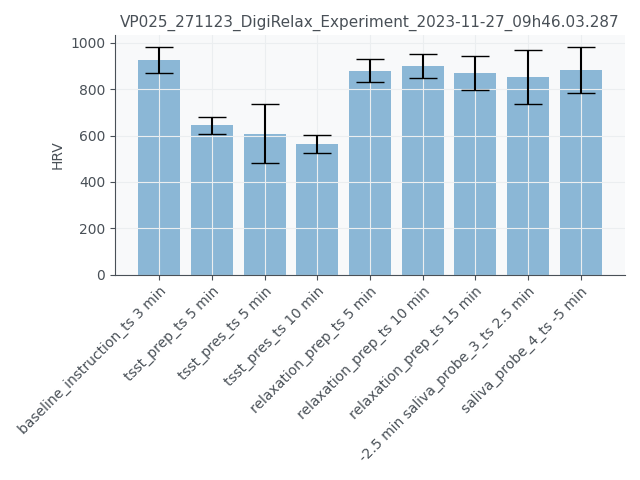 VP025_271123_DigiRelax_Experiment_2023-11-27_09h46.03.287
HRV
1000
800
600
400
200
0
baseline_instruction_ts 3 min
tsst_prep_ts 5 min
tsst_pres_ts 5 min
tsst_pres_ts 10 min
relaxation_prep_ts 5 min
relaxation_prep_ts 10 min
relaxation_prep_ts 15 min
-2.5 min saliva_probe_3_ts 2.5 min
saliva_probe_4_ts -5 min